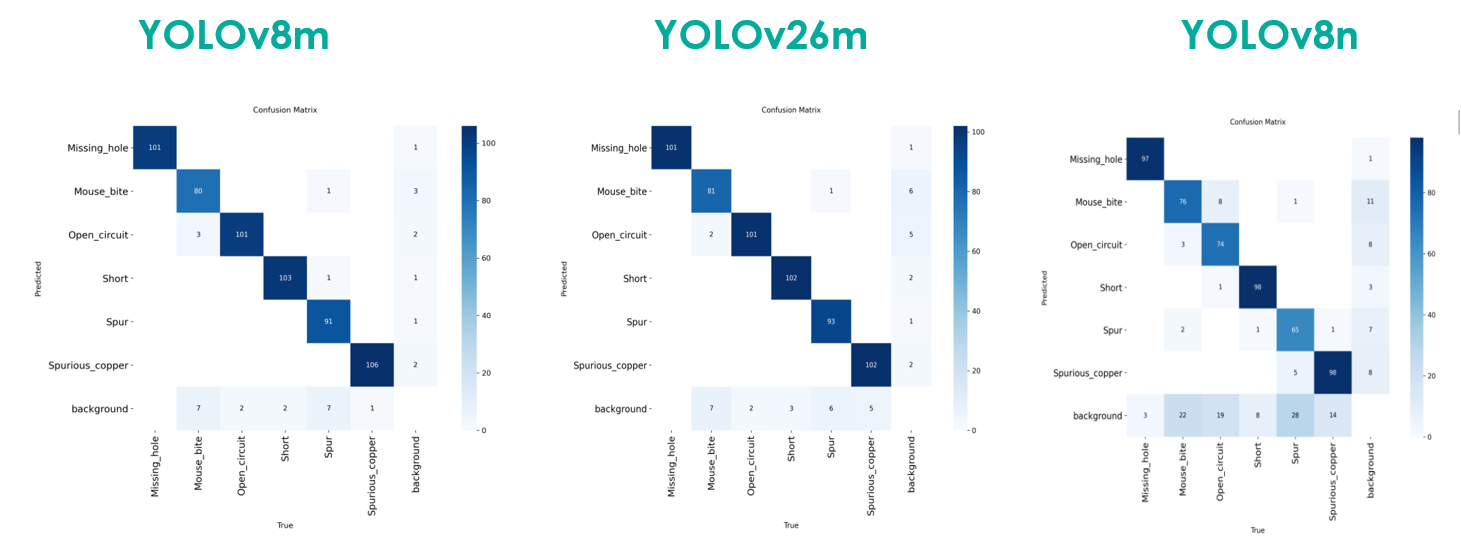 YOLOv8m
YOLOv26m
YOLOv8n
Confusion Matrix
Missing_hole
101
1
100
Mouse_bite
80
1
3
80
Open_circuit
3
101
2
60
Short
103
1
1
Predicted
40
Spur
91
1
Spurious_copper
106
2
20
background
7
2
2
7
1
0
Missing_hole
Mouse_bite
Open_circuit
Short
Spur
Spurious_copper
background
True
Confusion Matrix
Missing_hole
101
1
100
Mouse_bite
81
1
6
80
Open_circuit
2
101
5
60
Short
102
2
Predicted
40
Spur
93
1
Spurious_copper
102
2
20
background
7
2
3
6
5
0
Missing_hole
Mouse_bite
Open_circuit
Short
Spur
Spurious_copper
background
True
Confusion Matrix
Missing_hole
97
1
80
Mouse_bite
76
8
1
11
Open_circuit
3
74
8
60
Short
1
98
3
Predicted
40
Spur
2
1
65
1
7
Spurious_copper
5
98
8
20
background
3
22
19
8
28
14
0
Missing_hole
Mouse_bite
Open_circuit
Short
Spur
Spurious_copper
background
True